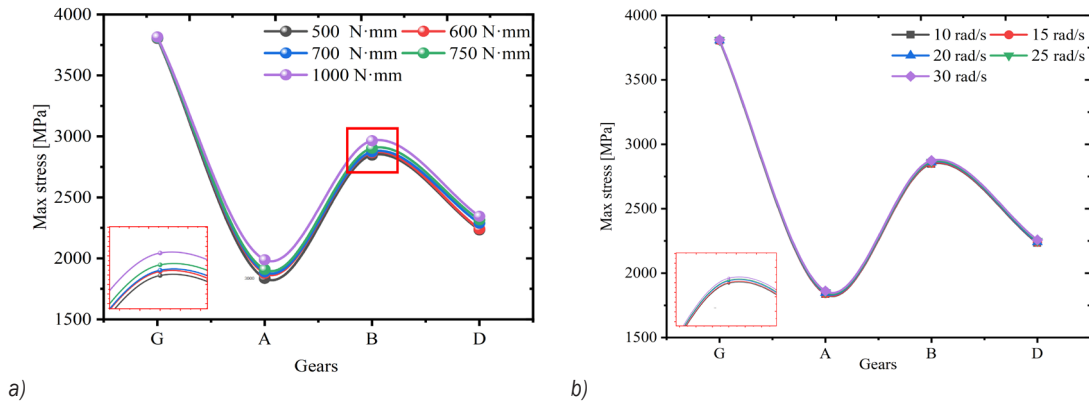 4000
3500
3000
2500
2000
1500
Max stress [MPa]
500 N·mm
600 N·mm
700 N·mm
750 N·mm
1000 N·mm
G
A
B
D
Gears
a)
4000
3500
3000
2500
2000
1500
Max stress [MPa]
10 rad/s
15 rad/s
20 rad/s
25 rad/s
30 rad/s
G
A
B
D
Gears
b)